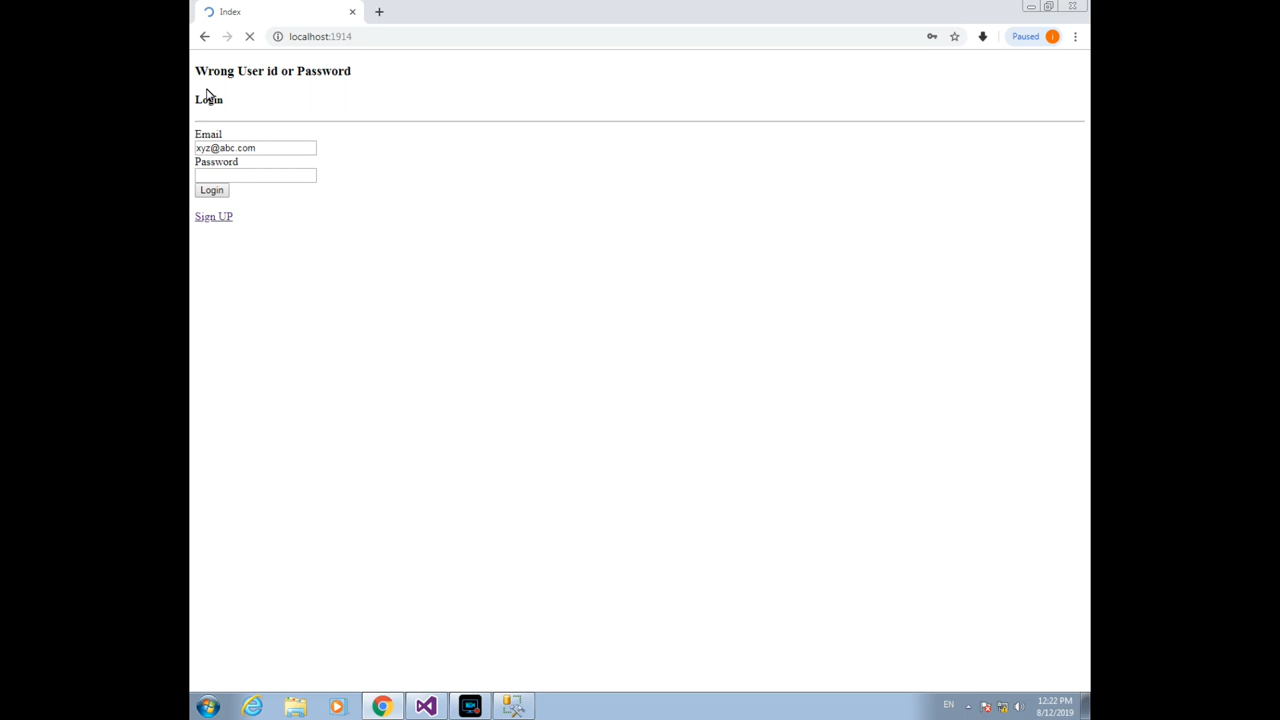 Index
localhost:1914
Paused
i
Wrong User id or Password
Login
Email
xyz@abc.com
Password
Login
Sign UP
EN
12:22 PM
8/12/2019